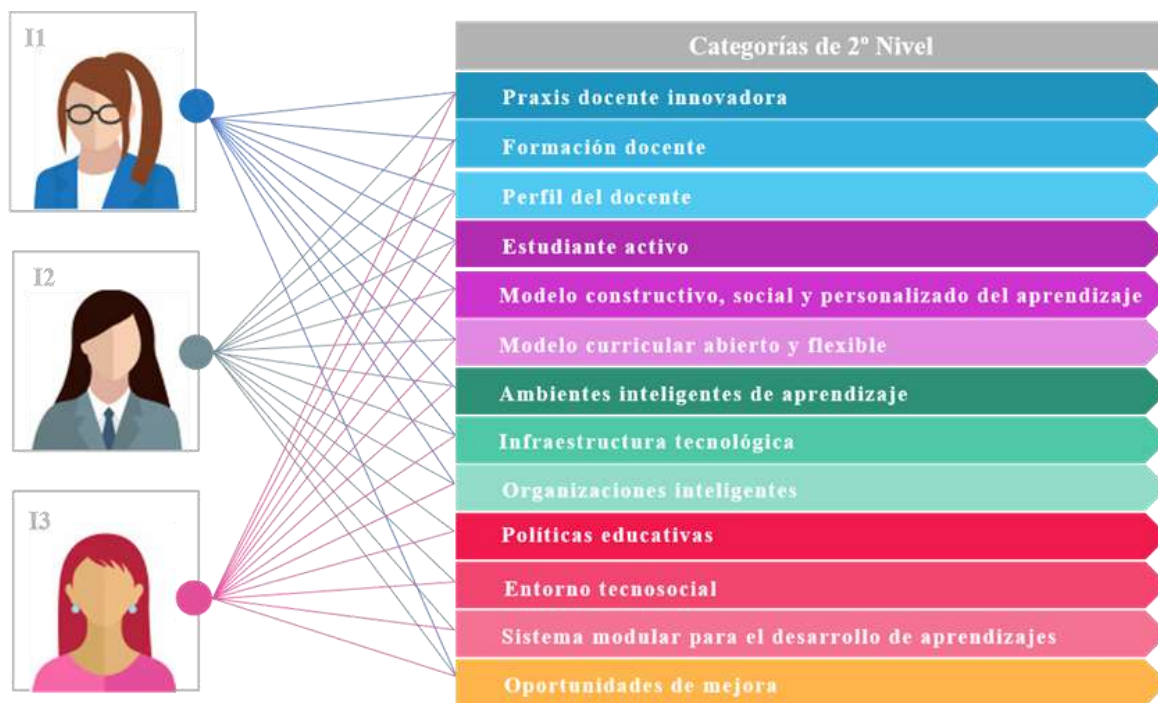 I1
I2
I3
Categorías de 2º Nivel
Praxis docente innovadora
Formación docente
Perfil del docente
Estudiante activo
Modelo constructivo, social y personalizado del aprendizaje
Modelo curricular abierto y flexible
Ambientes inteligentes de aprendizaje
Infraestructura tecnológica
Organizaciones inteligentes
Políticas educativas
Entorno tecnosocial
Sistema modular para el desarrollo de aprendizajes
Oportunidades de mejora